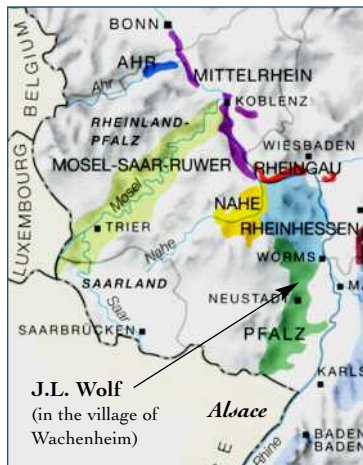 BONN
BELGIUM
AHR
Ahr
MITTELRHEIN
KOBLENZ
RHEINLAND-
PFALZ
WIESBADEN
LUXEMBOURG
MOSEL-SAAR-RUWER
RHEINGAU
Mosel
NAHE
RHEINHESSEN
TRIER
Nahe
WORMS
SAARLAND
NEUSTADT
MA
Saar
SAARBRÜCKEN
PFALZ
KARLS
J.L. Wolf
(in the village of
Wachenheim)
Alsace
Rhine
BADEN
BADEN
E